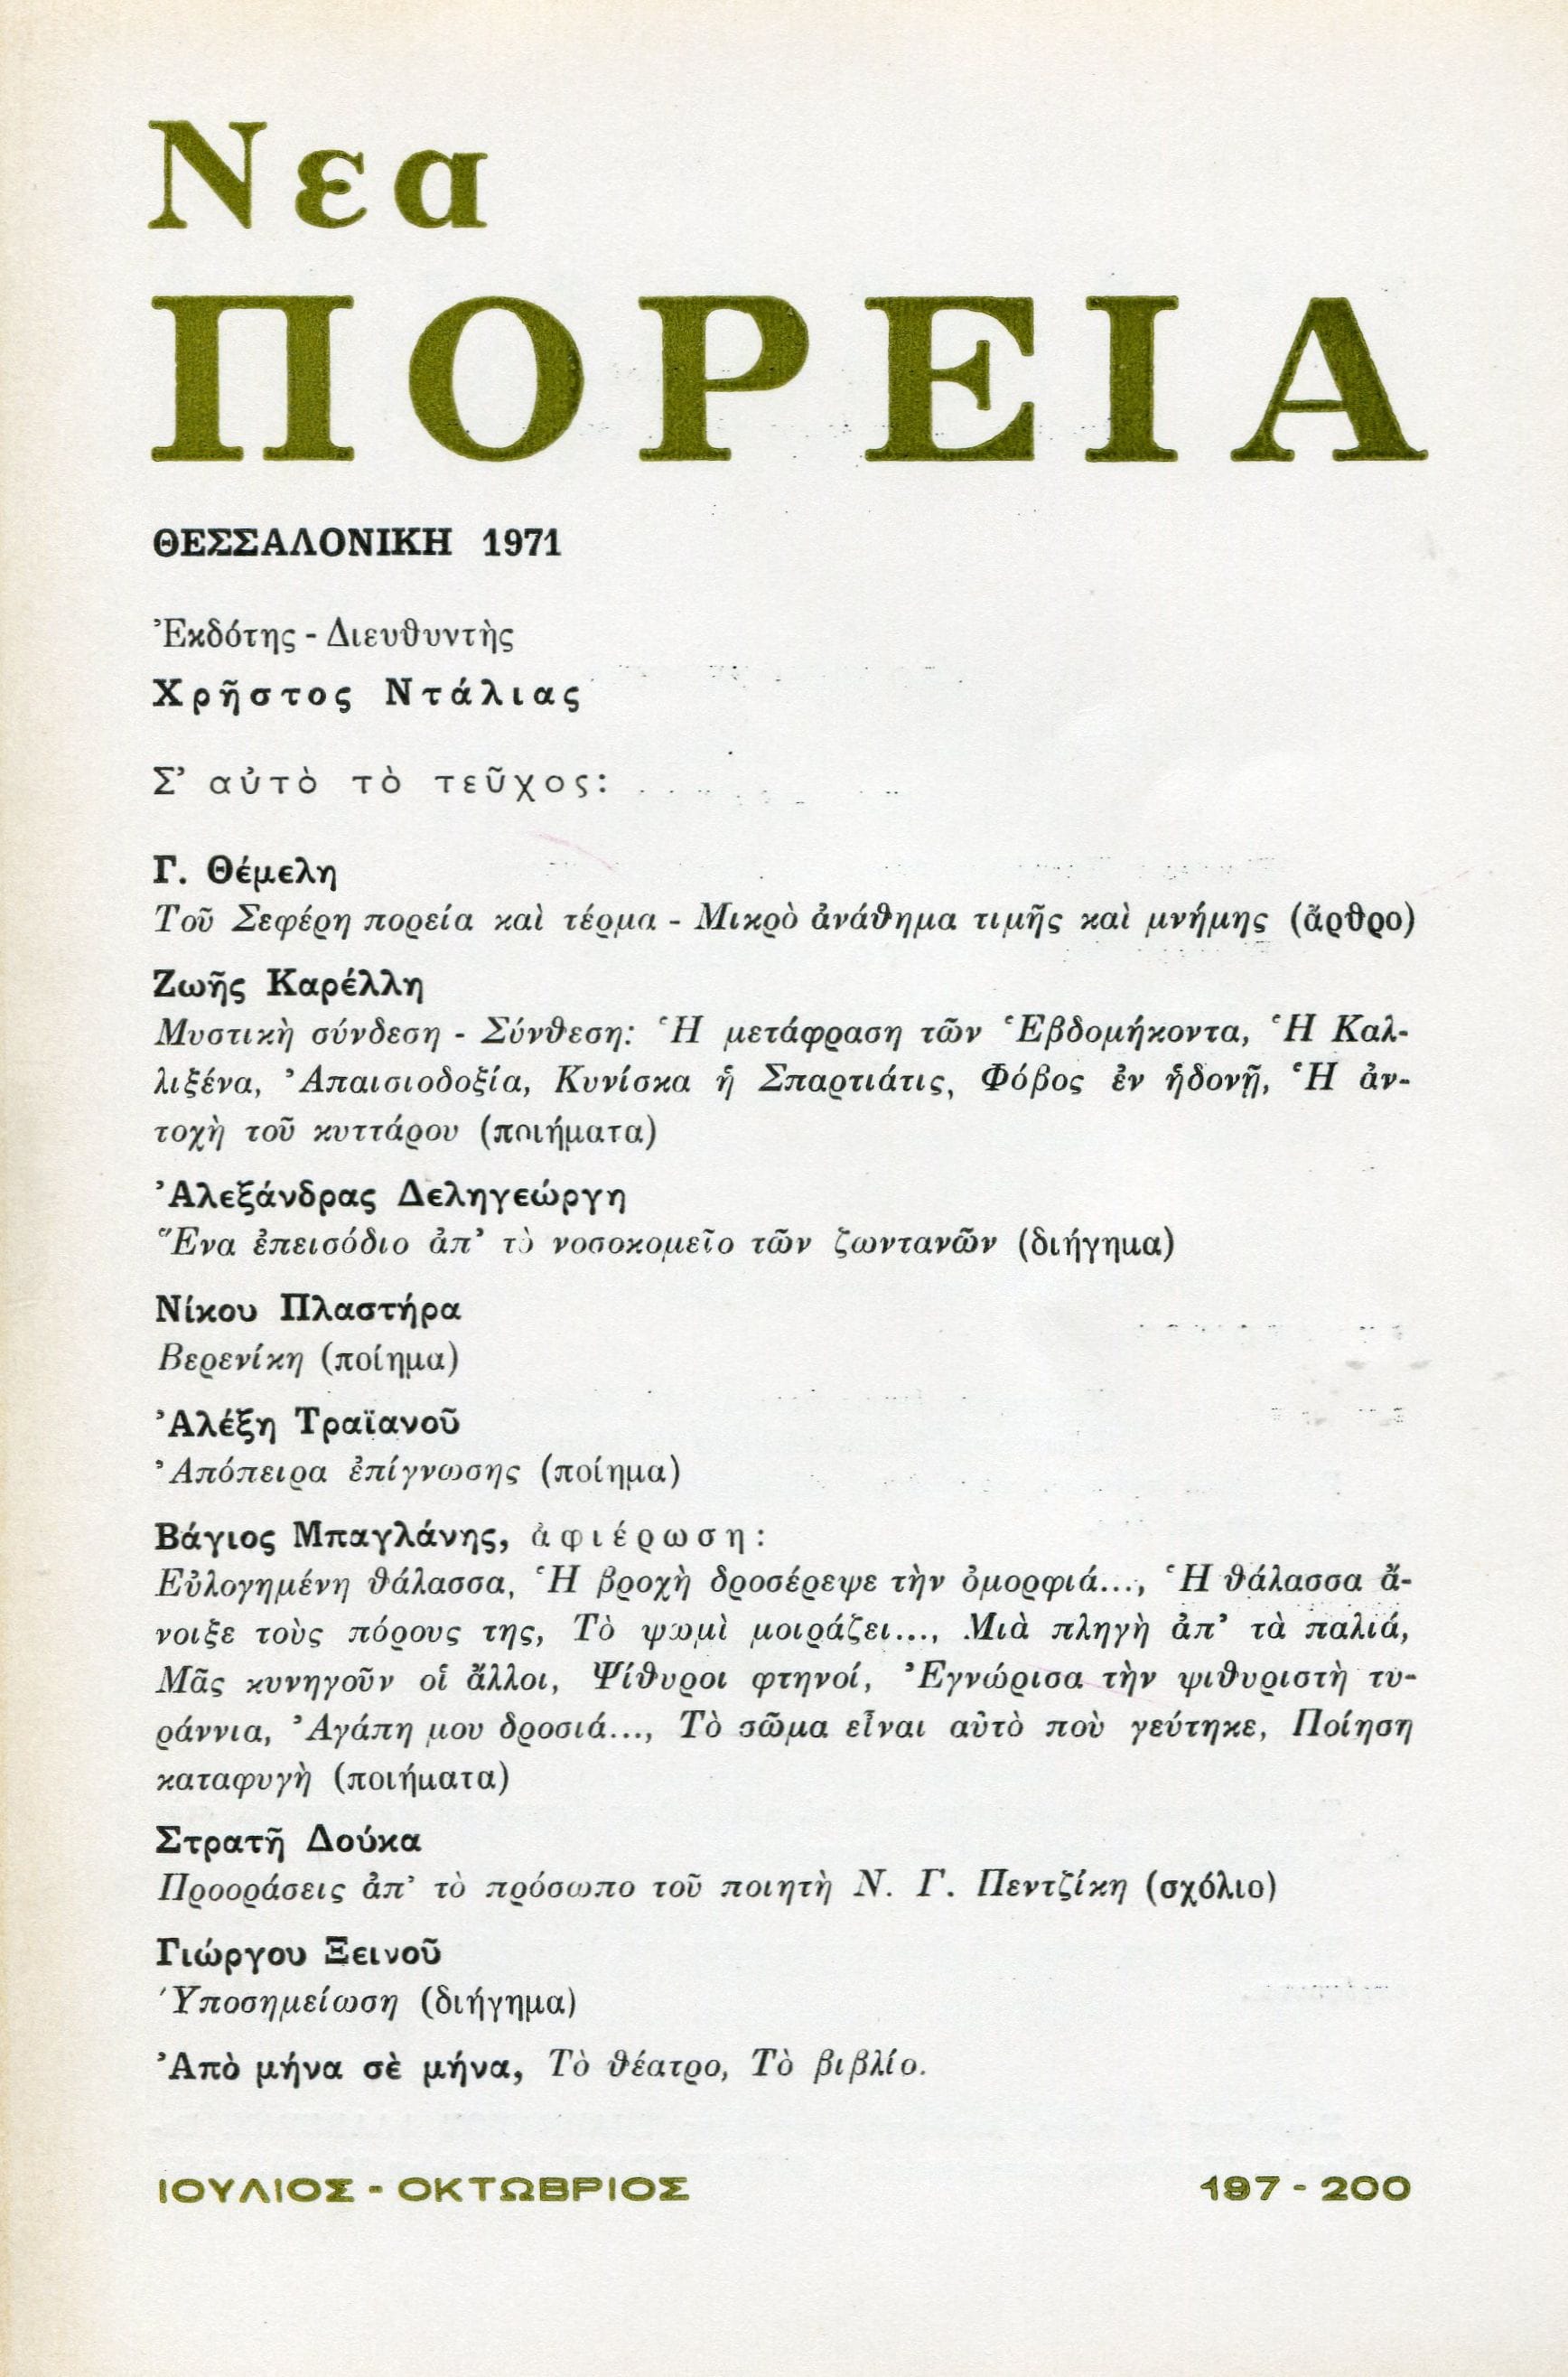 Νεα
ΠΟΡΕΙΑ
ΘΕΣΣΑΛΟΝΙΚΗ 1971
Ἐκδότης - Διευθυντὴς
Χρῆστος Ντάλιας
Σ' αὐτὸ τὸ τεῦχος:
Γ. Θέμελη
Τοῦ Σεφέρη πορεία καὶ τέρμα - Μικρὸ ἀνάθημα τιμῆς καὶ μνήμης (ἄρθρο)
Ζωῆς Καρέλλη
Μυστικὴ σύνδεση - Σύνθεση: Ἡ μετάφραση τῶν Ἑβδομήκοντα, Ἡ Καλ-
λιξένα, Ἀπαισιοδοξία, Κυνίσκα ἡ Σπαρτιάτις, Φόβος ἐν ἡδονῇ, Ἡ ἀν-
τοχὴ τοῦ κυττάρου (ποιήματα)
Ἀλεξάνδρας Δεληγεώργη
Ἕνα ἐπεισόδιο ἀπ' τὸ νοσοκομεῖο τῶν ζωντανῶν (διήγημα)
Νίκου Πλαστήρα
Βερενίκη (ποίημα)
Ἀλέξη Τραϊανοῦ
Ἀπόπειρα ἐπίγνωσης (ποίημα)
Βάγιος Μπαγλάνης, ἀφιέρωση:
Εὐλογημένη θάλασσα, Ἡ βροχὴ δροσέρεψε τὴν ὀμορφιά..., Ἡ θάλασσα ἄ-
νοιξε τοὺς πόρους της, Τὸ ψωμὶ μοιράζει..., Μιὰ πληγὴ ἀπ' τὰ παλιά,
Μᾶς κυνηγοῦν οἱ ἄλλοι, Ψίθυροι φτηνοί, Ἐγνώρισα τὴν ψιθυριστὴ τυ-
ράννια, Ἀγάπη μου δροσιά..., Τὸ σῶμα εἶναι αὐτὸ ποὺ γεύτηκε, Ποίηση
καταφυγὴ (ποιήματα)
Στρατῆ Δούκα
Προοράσεις ἀπ' τὸ πρόσωπο τοῦ ποιητὴ Ν. Γ. Πεντζίκη (σχόλιο)
Γιώργου Ξεινοῦ
Ὑποσημείωση (διήγημα)
Ἀπὸ μήνα σὲ μήνα, Τὸ θέατρο, Τὸ βιβλίο.
ΙΟΥΛΙΟΣ - ΟΚΤΩΒΡΙΟΣ 197 - 200